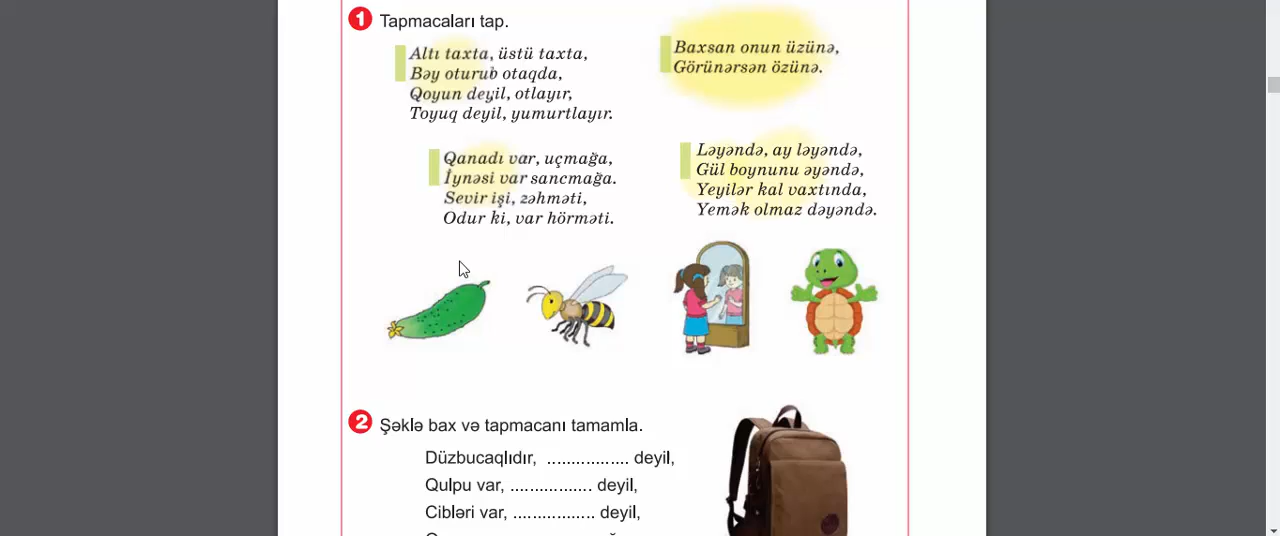 1 Tapmacaları tap.
Altı taxta, üstü taxta,
Bəy oturub otaqda,
Qoyun deyil, otlayır,
Toyuq deyil, yumurtlayır.
Baxsan onun üzünə,
Görünərsən özünə.
Qanadı var, uçmağa,
İynəsi var sancmağa.
Sevir işi, zəhməti,
Odur ki, var hörməti.
Ləyəndə, ay ləyəndə,
Gül boynunu əyəndə,
Yeyilər kal vaxtında,
Yemək olmaz dəyəndə.
2 Şəklə bax və tapmacanı tamamla.
Düzbucaqlıdır, ................. deyil,
Qulpu var, ................. deyil,
Cibləri var, ................. deyil,